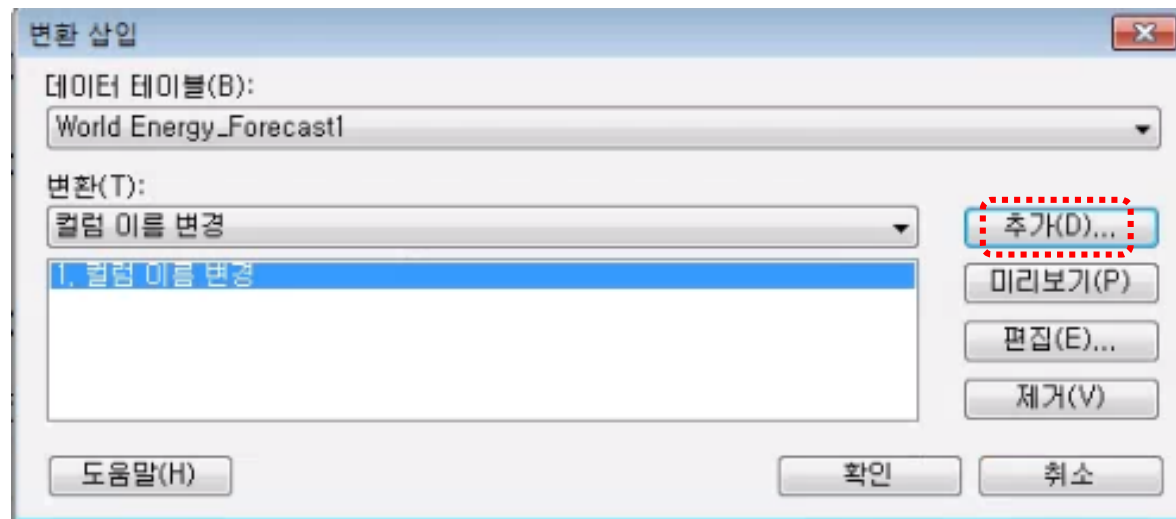 변환 삽입
데이터 테이블(B):
World Energy_Forecast1
변환(T):
컬럼 이름 변경
추가(D)...
1. 컬럼 이름 변경
미리보기(P)
편집(E)...
제거(V)
도움말(H)
확인
취소